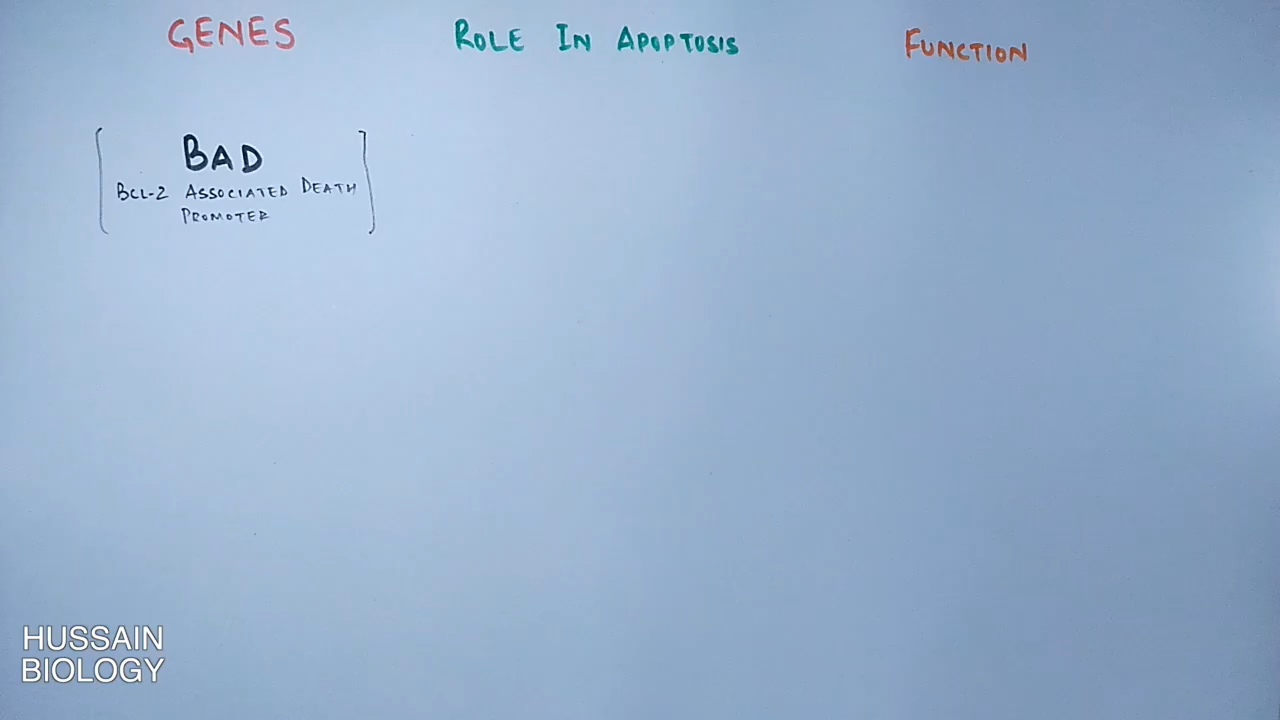 GENES ROLE IN APOPTOSIS FUNCTION
BAD
BCL-2 ASSOCIATED DEATH
PROMOTER
HUSSAIN
BIOLOGY